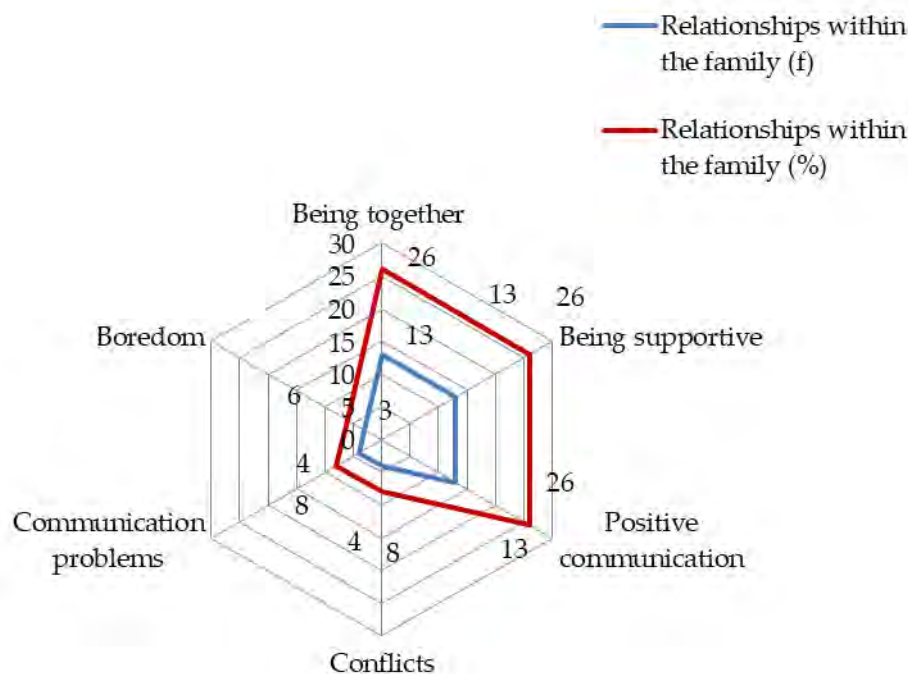 Relationships within
the family (f)
Relationships within
the family (%)
Being together
30
26
25
13
26
20
15
13
Boredom
Being supportive
10
6
5
3
0
4
26
8
Communication
problems
Positive
communication
4
8
13
Conflicts